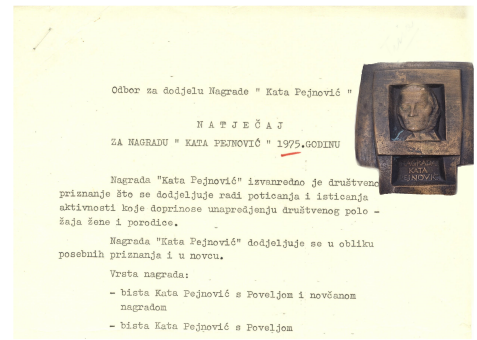 Odbor za dodjelu Nagrade " Kata Pejnović "
N A T J E Č A J
ZA NAGRADU " KATA PEJNOVIĆ " 1975.GODINU
Nagrada "Kata Pejnović" izvanredno je društveno
priznanje što se dodjeljuje radi poticanja i isticanja
aktivnosti koje doprinose unapredjenju društvenog polo -
žaja žene i porodice.
Nagrada "Kata Pejnović" dodjeljuje se u obliku
posebnih priznanja i u novcu.
Vrsta nagrada:
- bista Kata Pejnović s Poveljom i novčanom
nagradom
- bista Kata Pejnović s Poveljom
NAGRADA
KATA
PEJNOVIĆ